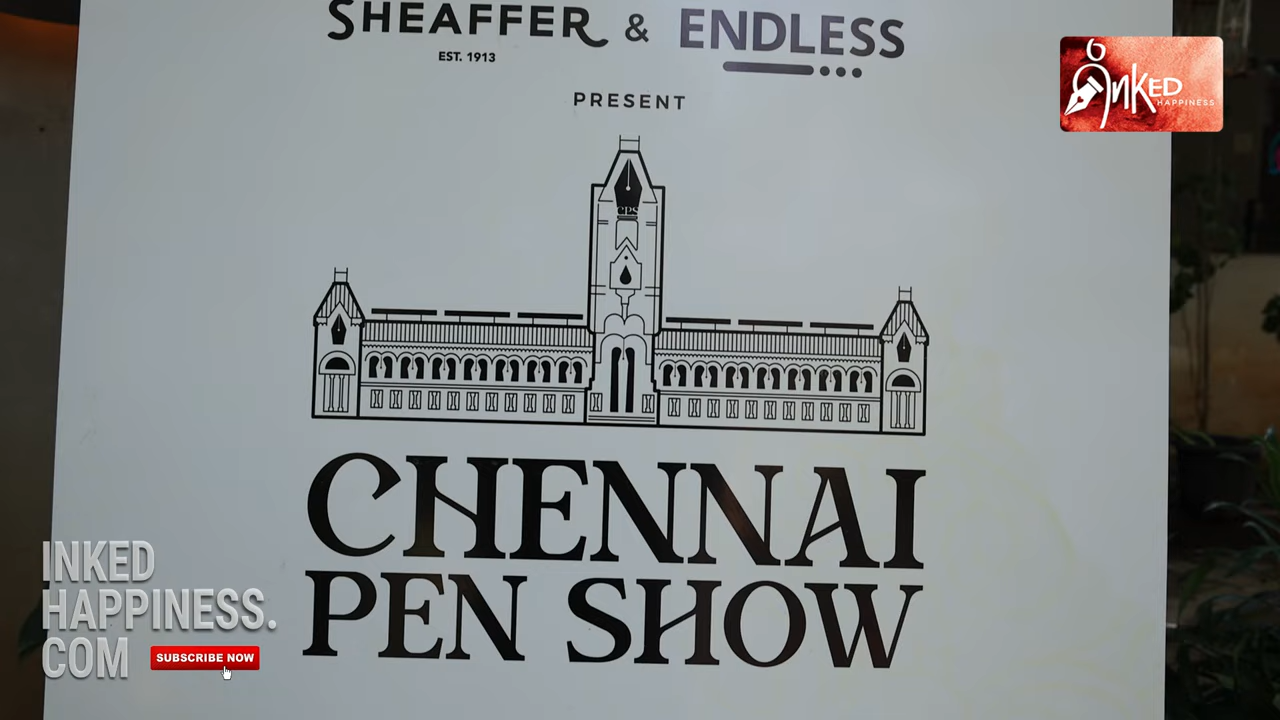 SHEAFFER & ENDLESS
EST. 1913
PRESENT
CPS
CHENNAI
PEN SHOW
Inked
HAPPINESS
INKED
HAPPINESS.
COM
SUBSCRIBE NOW